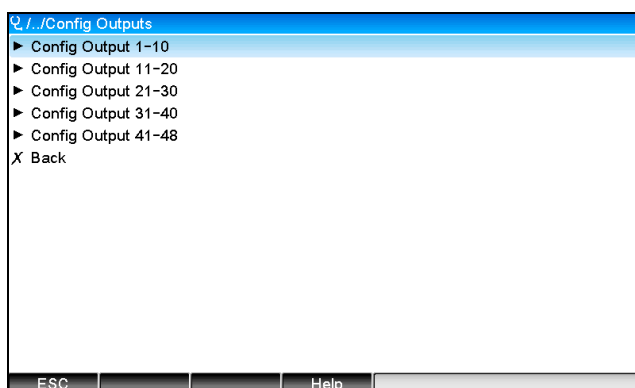 /../Config Outputs
► Config Output 1-10
► Config Output 11-20
► Config Output 21-30
► Config Output 31-40
► Config Output 41-48
X Back
ESC Help